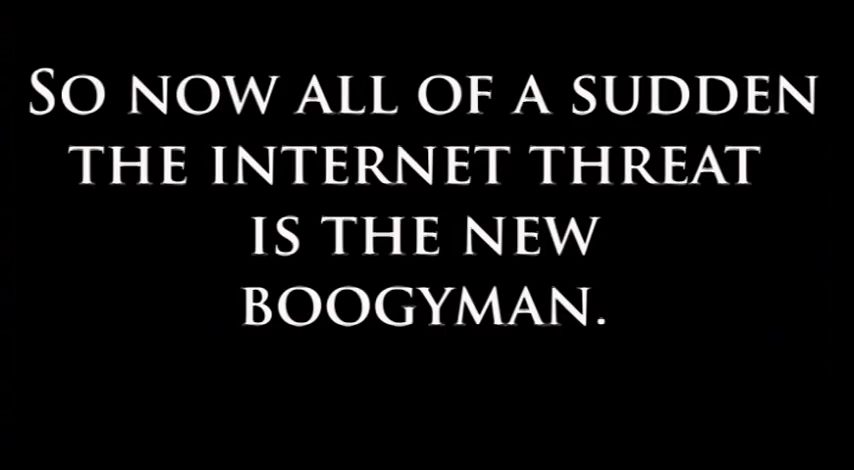 So now all of a sudden
the internet threat
is the new
boogyman.